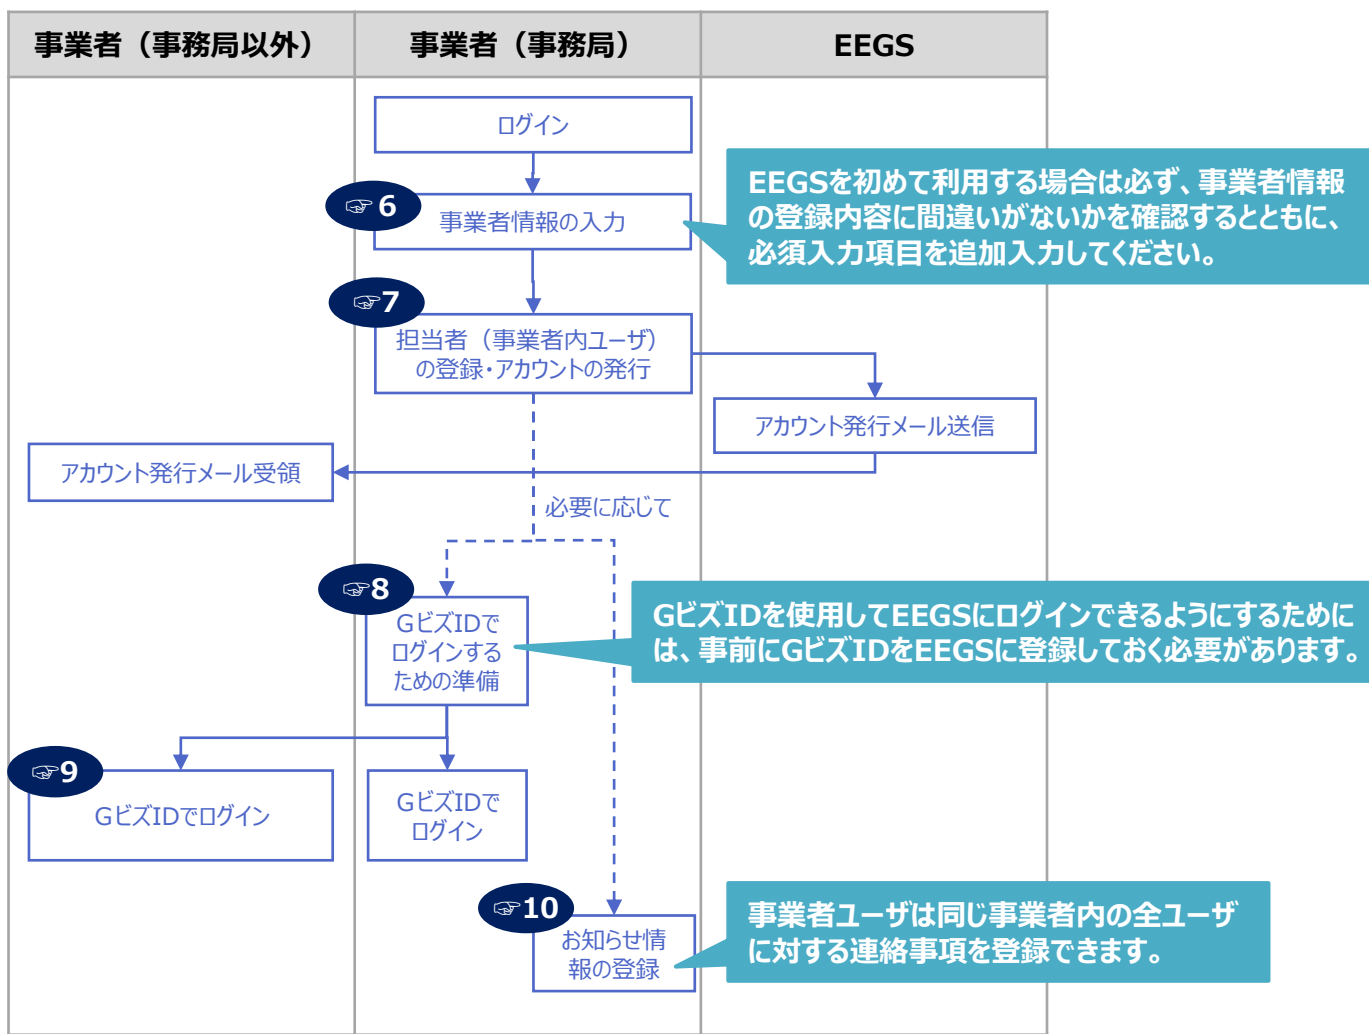 事業者（事務局以外）
事業者（事務局）
EEGS
ログイン
EEGSを初めて利用する場合は必ず、事業者情報
の登録内容に間違いがないかを確認するとともに、
必須入力項目を追加入力してください。
☞6
事業者情報の入力
☞7
担当者（事業者内ユーザ）
の登録・アカウントの発行
アカウント発行メール送信
アカウント発行メール受領
必要に応じて
☞8
GビズIDで
ログインする
ための準備
GビズIDを使用してEEGSにログインできるようにするために
は、事前にGビズIDをEEGSに登録しておく必要があります。
☞9
GビズIDでログイン
GビズIDで
ログイン
☞10
お知らせ情
報の登録
事業者ユーザは同じ事業者内の全ユーザ
に対する連絡事項を登録できます。